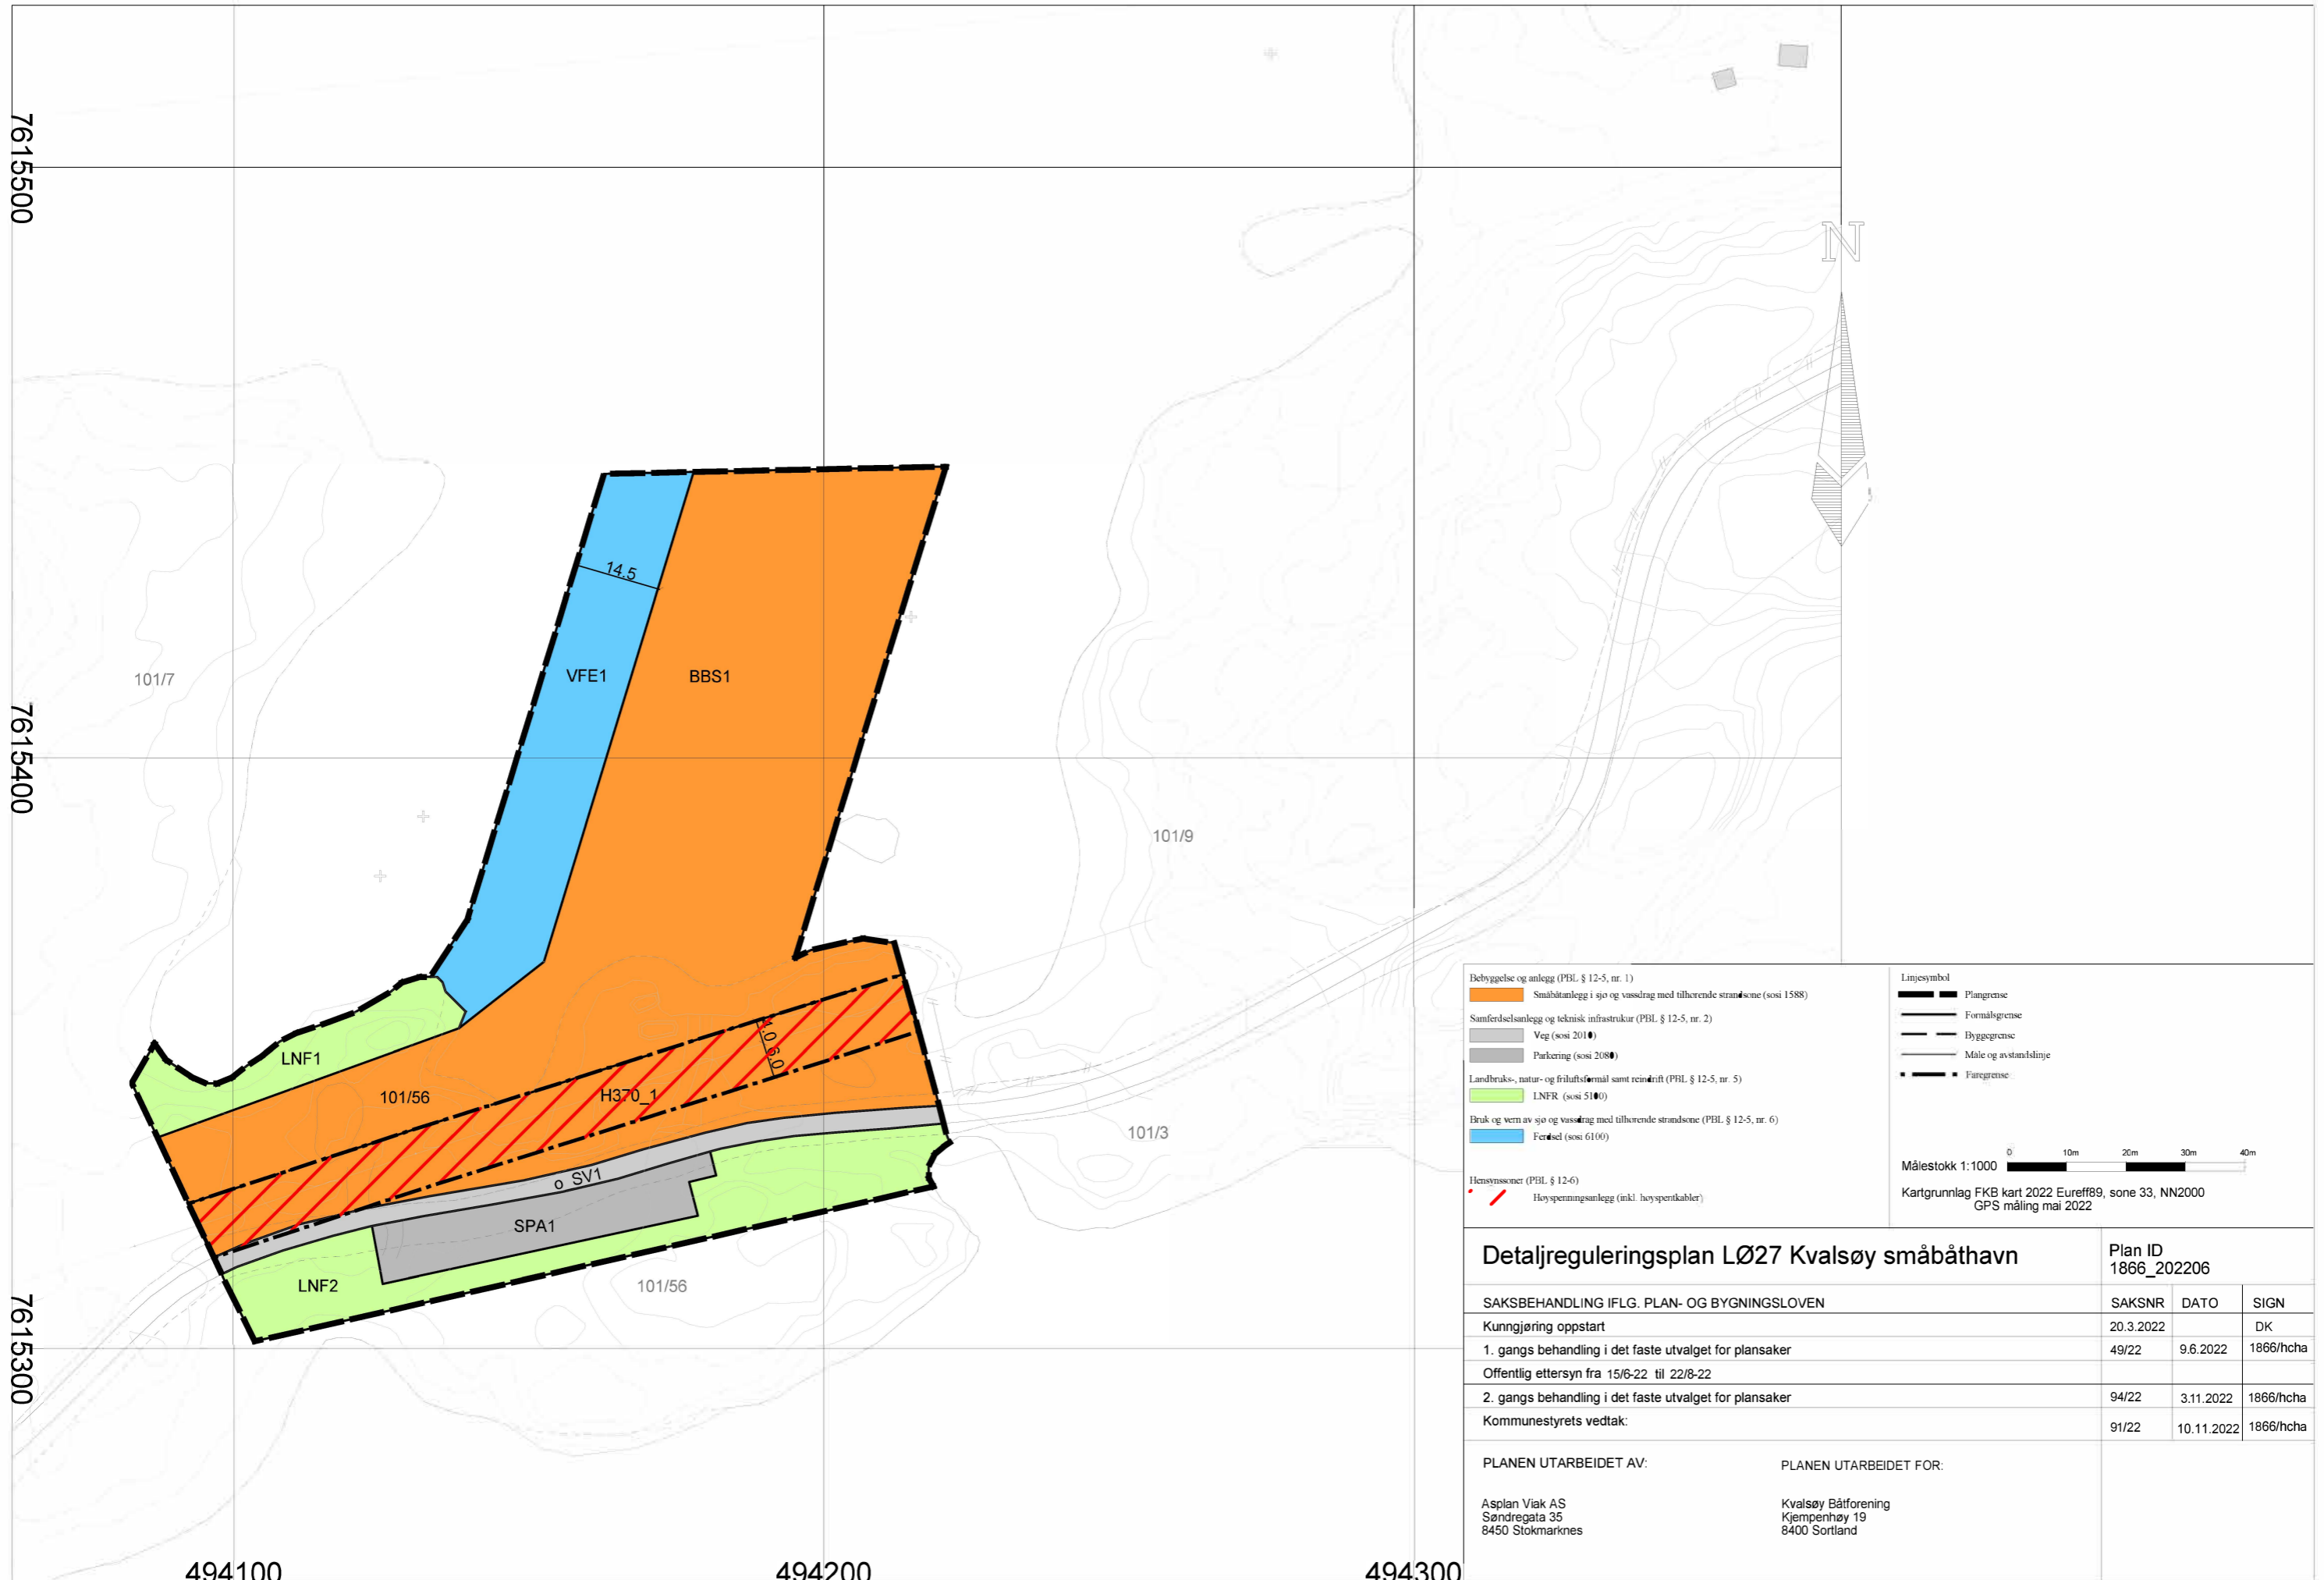 7615500
7615400
7615300
494100
494200
494300
N
101/7
101/9
101/3
101/56
14.5
VFE1
BBS1
LNF1
101/56
H370_1
6.0
o SV1
SPA1
LNF2
Bebyggelse og anlegg (PBL § 12-5, nr. 1)
Småbåtanlegg i sjø og vassdrag med tilhørende strandsone (sosi 1588)
Samferdselsanlegg og teknisk infrastrukur (PBL § 12-5, nr. 2)
Veg (sosi 2010)
Parkering (sosi 2080)
Landbruks-, natur- og friluftsformål samt reindrift (PBL § 12-5, nr. 5)
LNFR (sosi 5100)
Bruk og vern av sjø og vassdrag med tilhørende strandsone (PBL § 12-5, nr. 6)
Ferdsel (sosi 6100)
Hensynssoner (PBL § 12-6)
Høyspenningsanlegg (inkl. høyspentkabler)
Linjesymbol
Plangrense
Formålsgrense
Byggegrense
Måle og avstandslinje
Faregrense
0 10m 20m 30m 40m
Målestokk 1:1000
Kartgrunnlag FKB kart 2022 Eureff89, sone 33, NN2000
GPS måling mai 2022
Detaljreguleringsplan LØ27 Kvalsøy småbåthavn
Plan ID
1866_202206
SAKSBEHANDLING IFLG. PLAN- OG BYGNINGSLOVEN SAKSNR DATO SIGN
Kunngjøring oppstart 20.3.2022 DK
1. gangs behandling i det faste utvalget for plansaker 49/22 9.6.2022 1866/hcha
Offentlig ettersyn fra 15/6-22 til 22/8-22
2. gangs behandling i det faste utvalget for plansaker 94/22 3.11.2022 1866/hcha
Kommunestyrets vedtak: 91/22 10.11.2022 1866/hcha
PLANEN UTARBEIDET AV:
Asplan Viak AS
Søndregata 35
8450 Stokmarknes
PLANEN UTARBEIDET FOR:
Kvalsøy Båtforening
Kjempenhøy 19
8400 Sortland